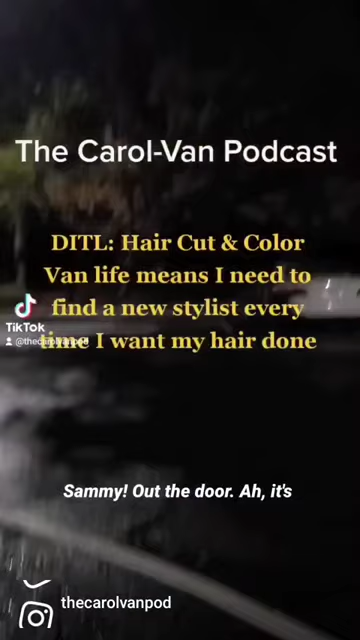 The Carol-Van Podcast
DITL: Hair Cut & Color
Van life means I need to
find a new stylist every
time I want my hair done
TikTok
@thecarolvanpod
Sammy! Out the door. Ah, it's
thecarolvanpod